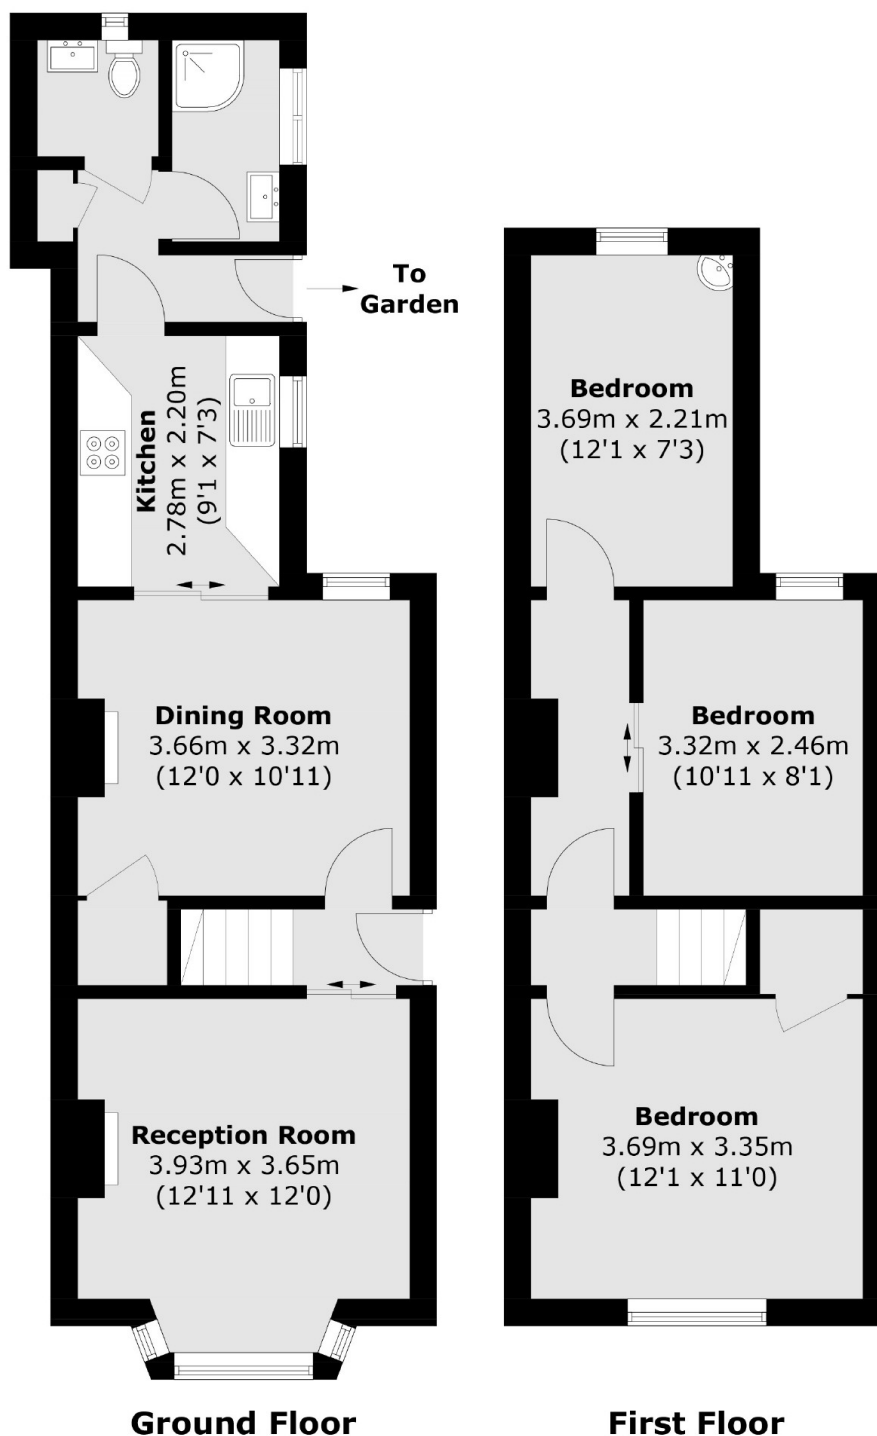 To
Garden
Kitchen
2.78m x 2.20m
(9'1 x 7'3)
Dining Room
3.66m x 3.32m
(12'0 x 10'11)
Reception Room
3.93m x 3.65m
(12'11 x 12'0)
Ground Floor
Bedroom
3.69m x 2.21m
(12'1 x 7'3)
Bedroom
3.32m x 2.46m
(10'11 x 8'1)
Bedroom
3.69m x 3.35m
(12'1 x 11'0)
First Floor